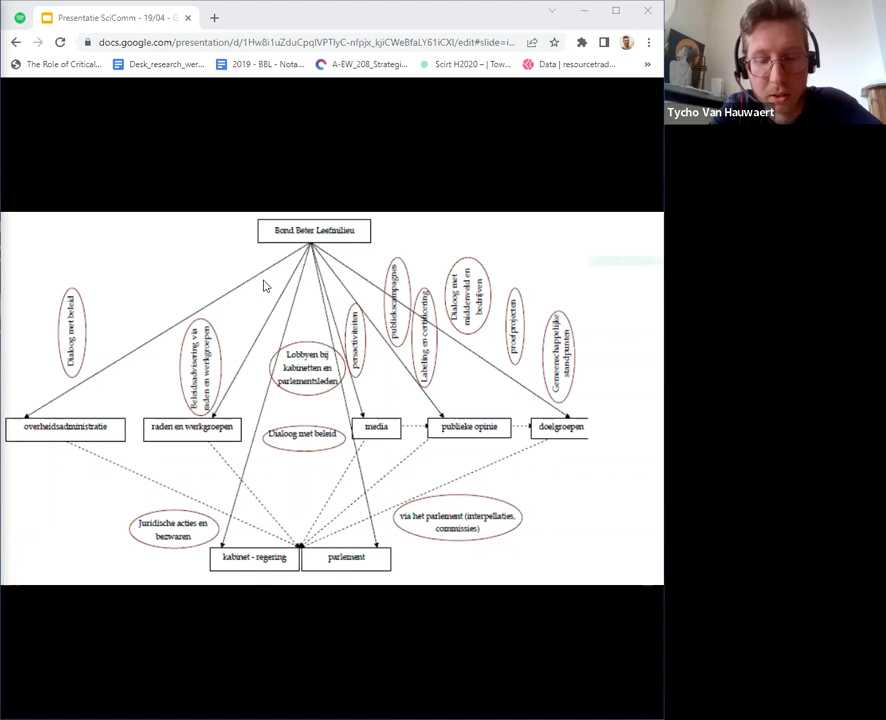 Presentatie SciComm - 19/04 - G
docs.google.com/presentation/d/1Hw8i1uZduCpqIVPTlyC-nfpjx_kjiCWeBfaLY61iCXI/edit#slide=i...
The Role of Critical...
Desk_research_wer...
2019 - BBL - Nota...
A-EW_208_Strategi...
Scirt H2020 – | Tow...
Data | resourcetrad...
»
Tycho Van Hauwaert
Bond Beter Leefmilieu
Dialoog met beleid
Beleidsadvisering via
raden en werkgroepen
Lobbyen bij
kabinetten en
parlementsleden
persactiviteiten
publiekscampagnes
Labelling en certificering
Dialoog met
middenveld en
bedrijven
proefprojecten
Gemeenschappelijke
standpunten
overheidsadministratie
raden en werkgroepen
Dialoog met beleid
media
publieke opinie
doelgroepen
Juridische acties en
bezwaren
via het parlement (interpellaties,
commissies)
kabinet - regering
parlement